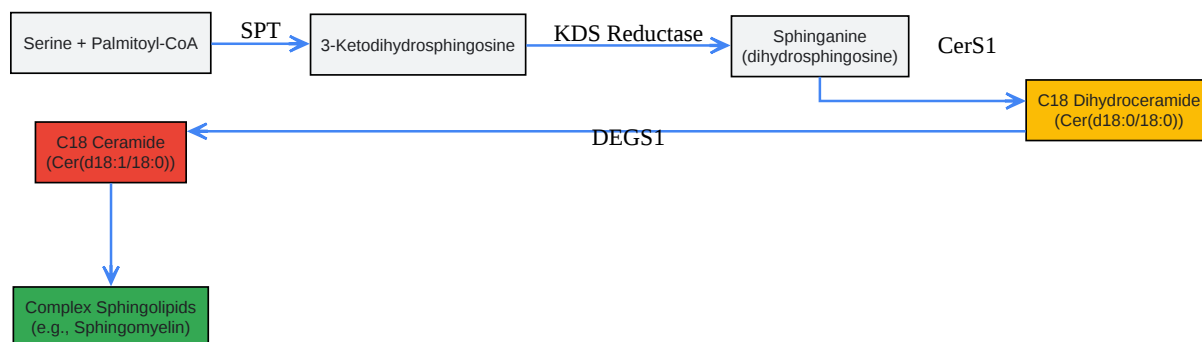 Serine + Palmitoyl-CoA
SPT
3-Ketodihydrosphingosine
KDS Reductase
Sphinganine
(dihydrosphingosine)
CerS1
C18 Dihydroceramide
(Cer(d18:0/18:0))
DEGS1
C18 Ceramide
(Cer(d18:1/18:0))
Complex Sphingolipids
(e.g., Sphingomyelin)